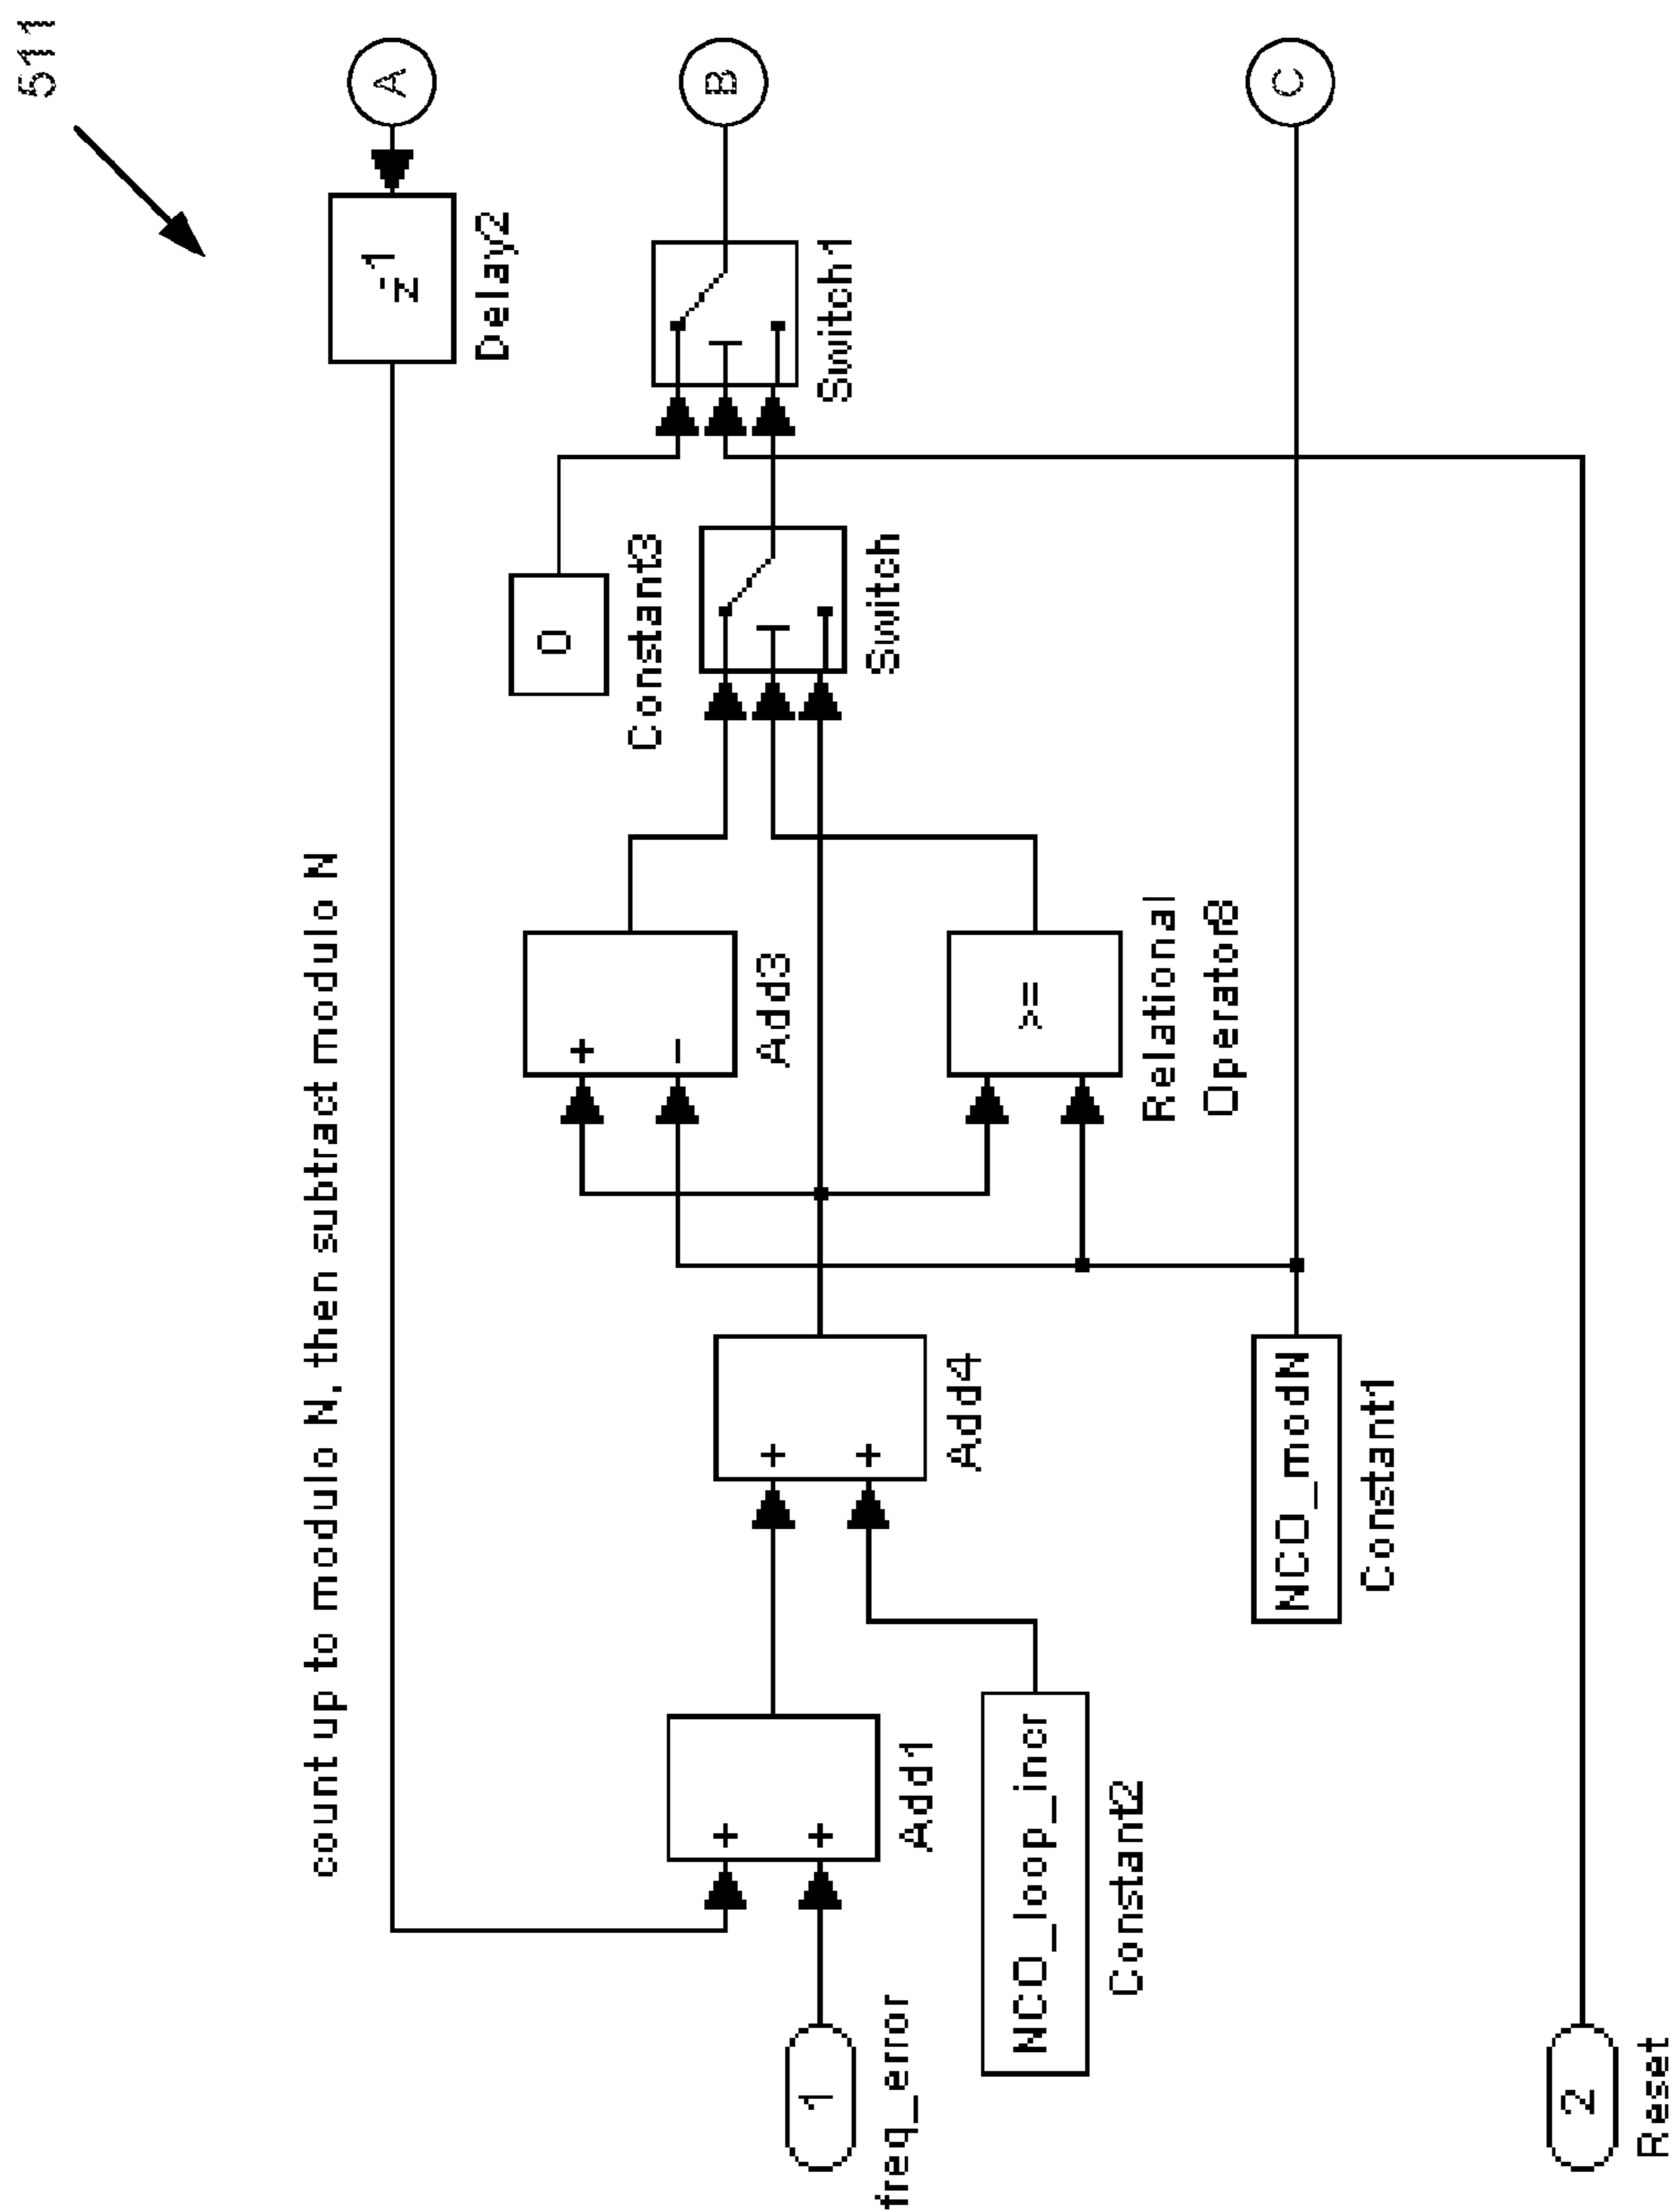 511
count up to modulo N, then subtract modulo N
A
z
-1
Delay2
0
Constant3
B
Switch1
Switch
+
-
Add3
+
+
Add4
+
+
Add1
1
freq_error
>=
Relational
Operator8
NCO_loop_incr
Constant2
C
NCO_modN
Constant1
2
Reset